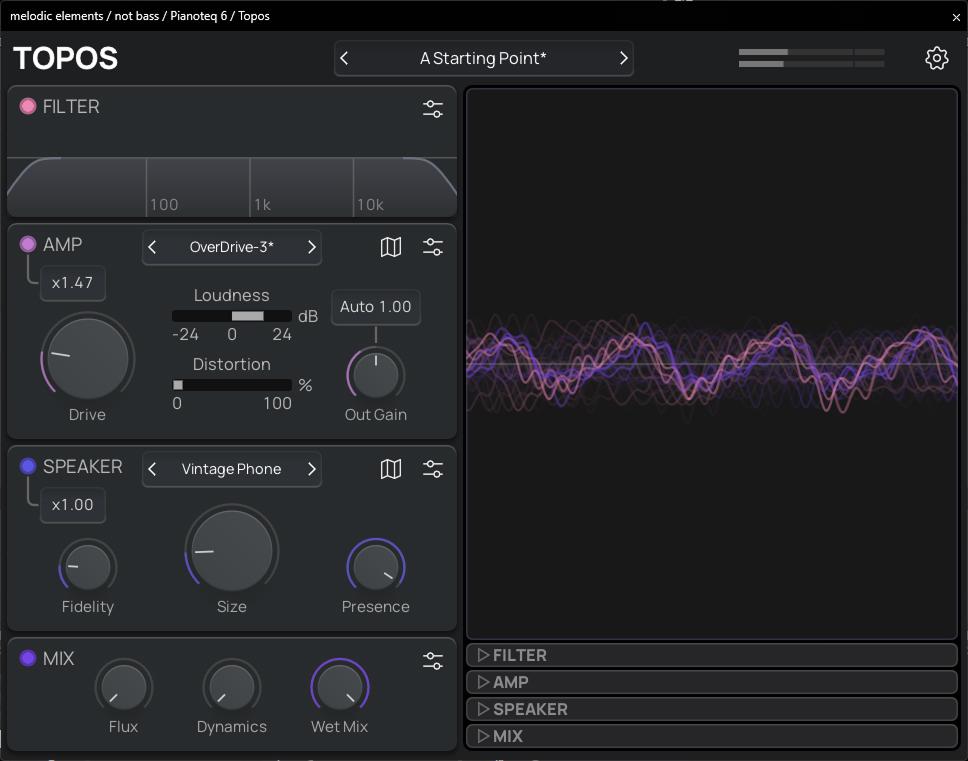 melodic elements / not bass / Pianoteq 6 / Topos
TOPOS
A Starting Point*
FILTER
100
1k
10k
AMP
OverDrive-3*
x1.47
Loudness
dB
-24
0
24
Auto 1.00
Distortion
%
0
100
Drive
Out Gain
SPEAKER
Vintage Phone
x1.00
Fidelity
Size
Presence
MIX
Flux
Dynamics
Wet Mix
FILTER
AMP
SPEAKER
MIX